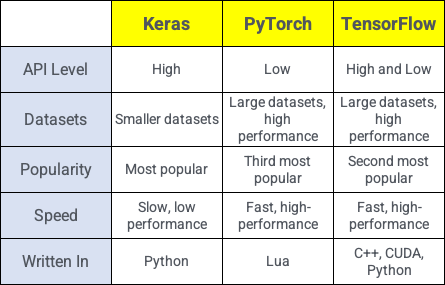 Keras PyTorch TensorFlow
API Level High Low High and Low
Datasets Smaller datasets Large datasets, high performance Large datasets, high performance
Popularity Most popular Third most popular Second most popular
Speed Slow, low performance Fast, high-performance Fast, high-performance
Written In Python Lua C++, CUDA, Python